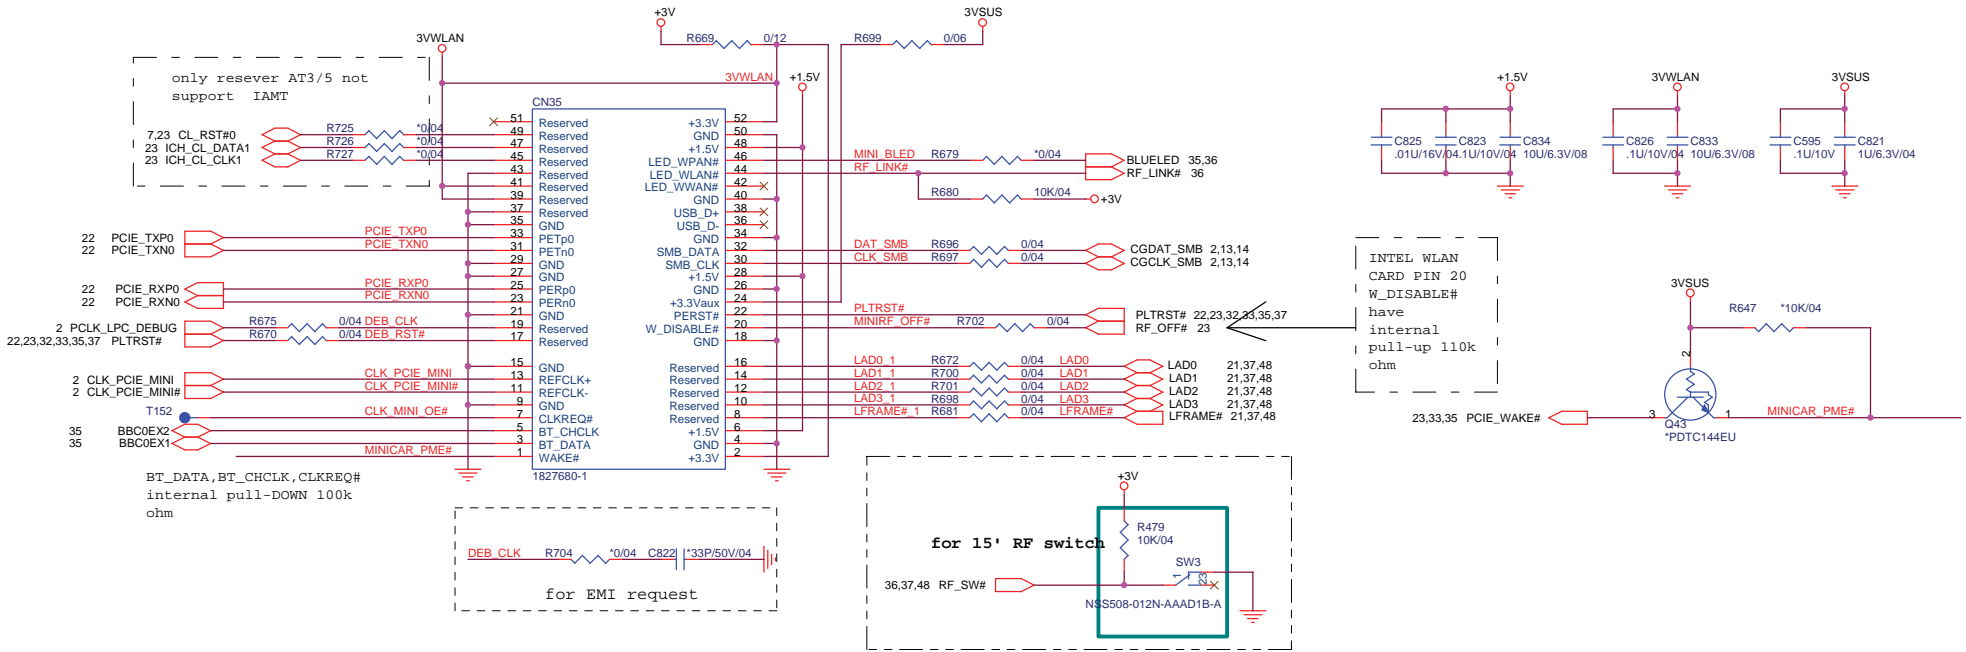 +3V
3VSUS
R669 0/12
R699 0/06
3VWLAN
3VWLAN
+1.5V
only resever AT3/5 not
support IAMT
7,23 CL_RST#0 R725 *0/04
23 ICH_CL_DATA1 R726 *0/04
23 ICH_CL_CLK1 R727 *0/04
CN35
51 Reserved +3.3V 52
49 Reserved GND 50
47 Reserved +1.5V 48
45 Reserved LED_WPAN# 46
43 Reserved LED_WLAN# 44
41 Reserved LED_WWAN# 42
39 Reserved GND 40
37 Reserved USB_D+ 38
35 GND USB_D- 36
33 PETp0 GND 34
31 PETn0 SMB_DATA 32
29 GND SMB_CLK 30
27 GND +1.5V 28
25 PERp0 GND 26
23 PERn0 +3.3Vaux 24
21 GND PERST# 22
19 Reserved W_DISABLE# 20
17 Reserved GND 18
15 GND Reserved 16
13 REFCLK+ Reserved 14
11 REFCLK- Reserved 12
9 GND Reserved 10
7 CLKREQ# Reserved 8
5 BT_CHCLK +1.5V 6
3 BT_DATA GND 4
1 WAKE# +3.3V 2
1827680-1
22 PCIE_TXP0 PCIE_TXP0
22 PCIE_TXN0 PCIE_TXN0
22 PCIE_RXP0 PCIE_RXP0
22 PCIE_RXN0 PCIE_RXN0
2 PCLK_LPC_DEBUG R675 0/04 DEB_CLK
22,23,32,33,35,37 PLTRST# R670 0/04 DEB_RST#
2 CLK_PCIE_MINI CLK_PCIE_MINI
2 CLK_PCIE_MINI# CLK_PCIE_MINI#
T152 CLK_MINI_OE#
35 BBC0EX2
35 BBC0EX1
MINICAR_PME#
BT_DATA,BT_CHCLK,CLKREQ#
internal pull-DOWN 100k
ohm
MINI_BLED R679 *0/04 BLUELED 35,36
RF_LINK# RF_LINK# 36
R680 10K/04 +3V
DAT_SMB R696 0/04 CGDAT_SMB 2,13,14
CLK_SMB R697 0/04 CGCLK_SMB 2,13,14
PLTRST# PLTRST# 22,23,32,33,35,37
MINIRF_OFF# R702 0/04 RF_OFF# 23
LAD0_1 R672 0/04 LAD0 LAD0 21,37,48
LAD1_1 R700 0/04 LAD1 LAD1 21,37,48
LAD2_1 R701 0/04 LAD2 LAD2 21,37,48
LAD3_1 R698 0/04 LAD3 LAD3 21,37,48
LFRAME#_1 R681 0/04 LFRAME# LFRAME# 21,37,48
+1.5V
3VWLAN
3VSUS
C825 C823 C834 C826 C833 C595 C821
.01U/16V/04 .1U/10V/04 10U/6.3V/08 .1U/10V/04 10U/6.3V/08 .1U/10V 1U/6.3V/04
INTEL WLAN
CARD PIN 20
W_DISABLE#
have
internal
pull-up 110k
ohm
3VSUS
R647 *10K/04
2
23,33,35 PCIE_WAKE# 3 1 MINICAR_PME#
Q43
*PDTC144EU
DEB_CLK R704 *0/04 C822 *33P/50V/04
for EMI request
+3V
R479
10K/04
for 15' RF switch
SW3
36,37,48 RF_SW# 1 2 3
NSS508-012N-AAAD1B-A